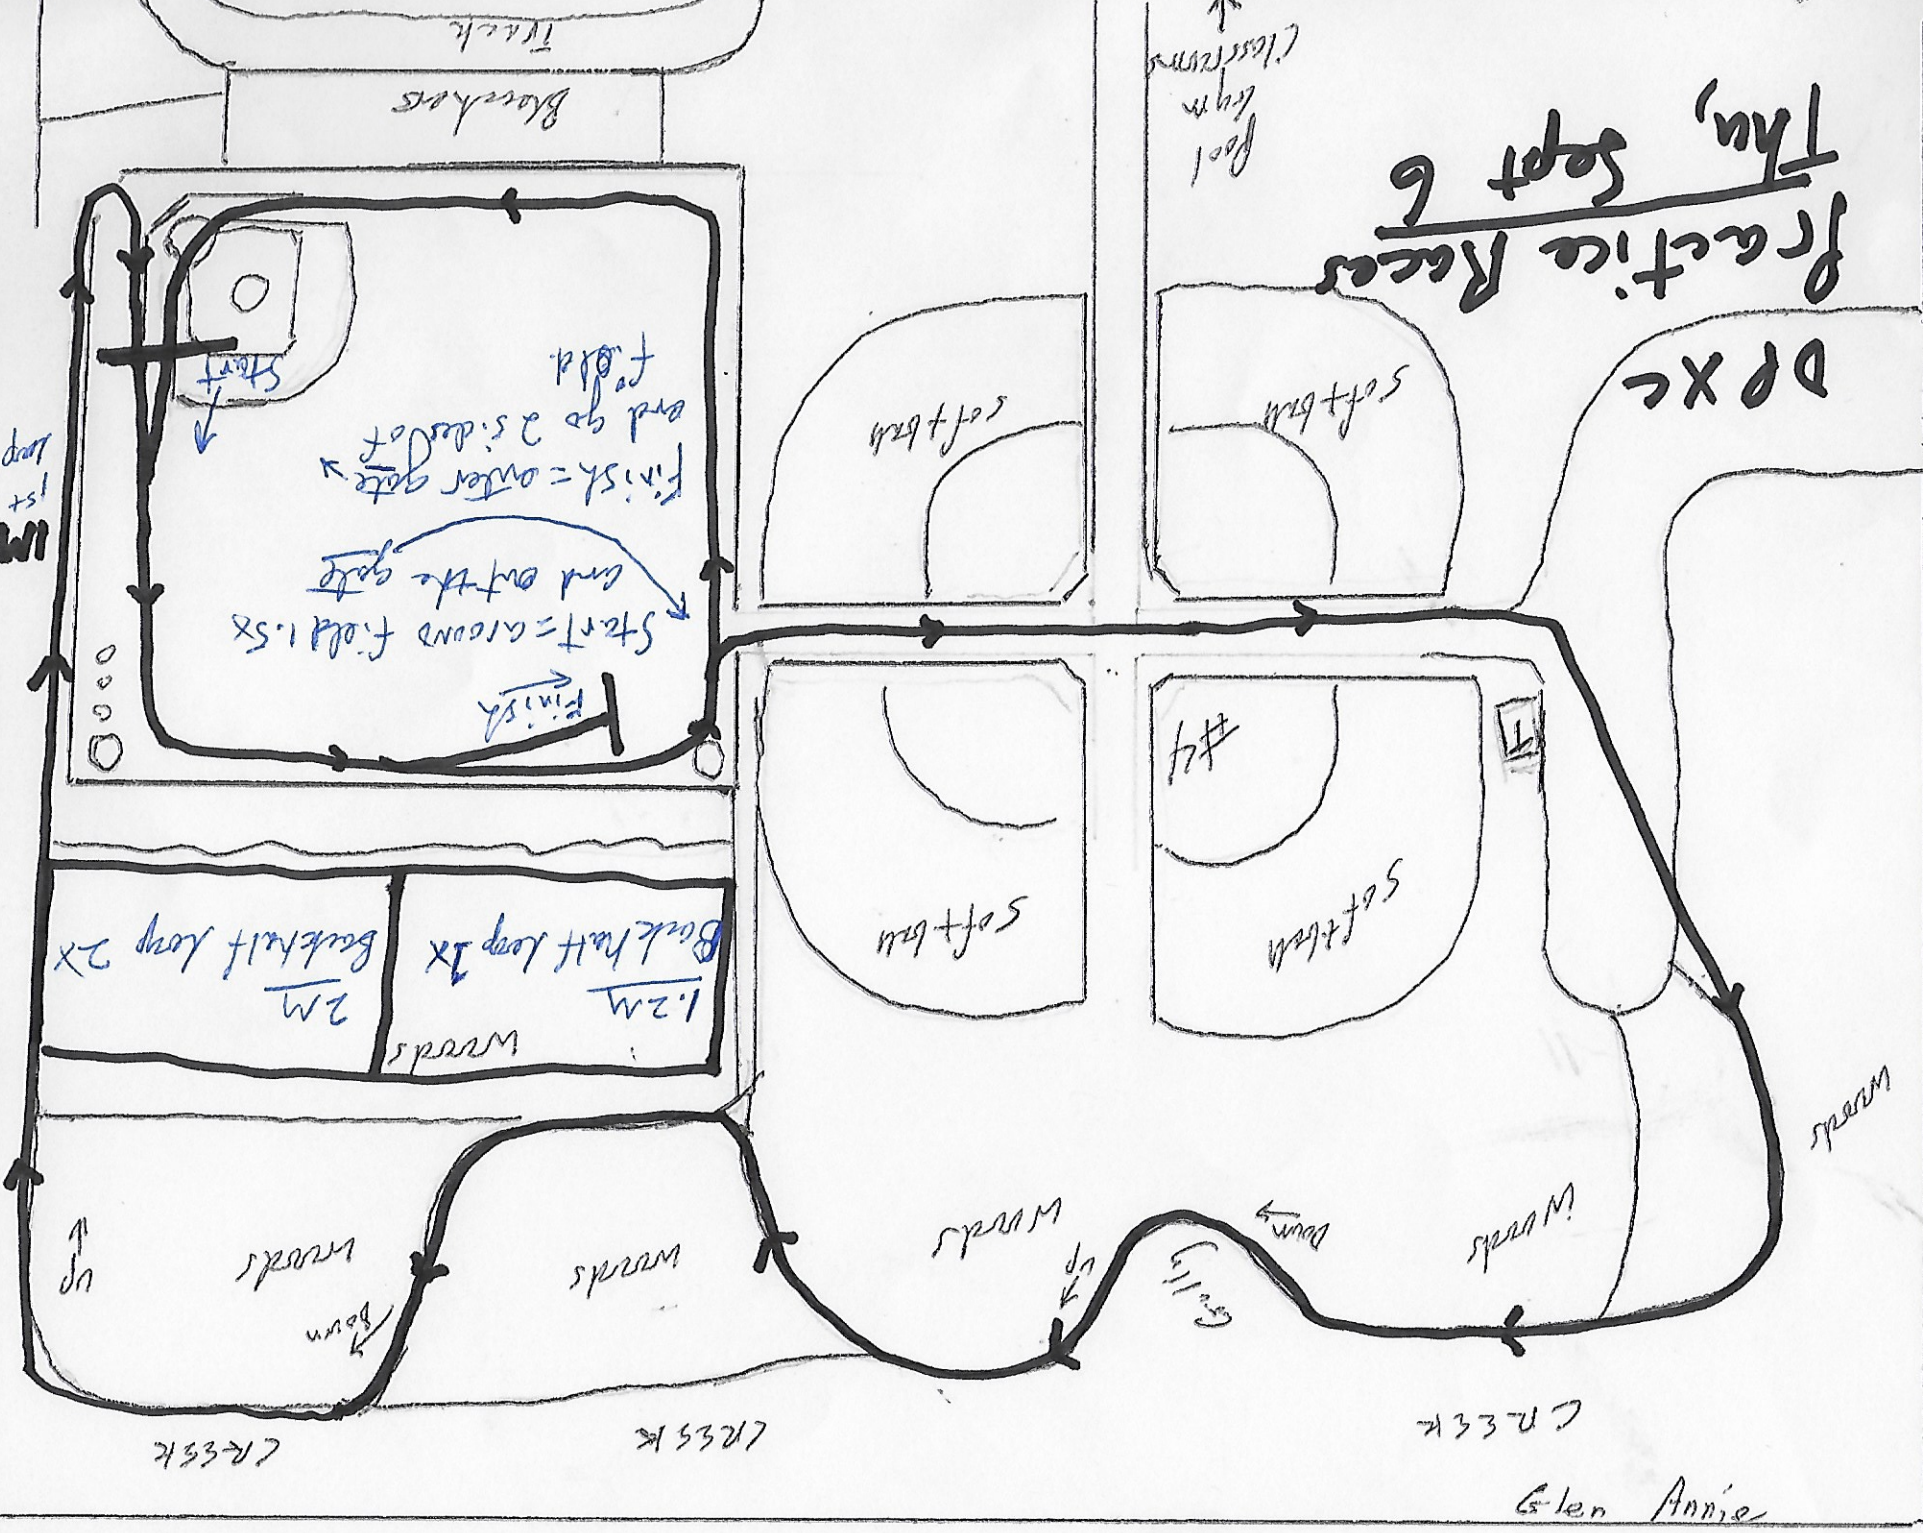 DPXC
Practice Races
Thu, Sept 6
Pool
Gym
Classrooms
Track
Bleachers
Softball
Softball
Softball
Softball
#4
T
Start
Finish
Start = around field 1.5x
and out the gate
Finish = enter gate
and go 2 sides of
field.
1M
1st
loop
1.2M
Back half loop 1x
2M
Back half loop 2x
Woods
Woods
Woods
Woods
Woods
Woods
Down
Gully
Up
Down
Up
CREEK
CREEK
CREEK
Glen Annie